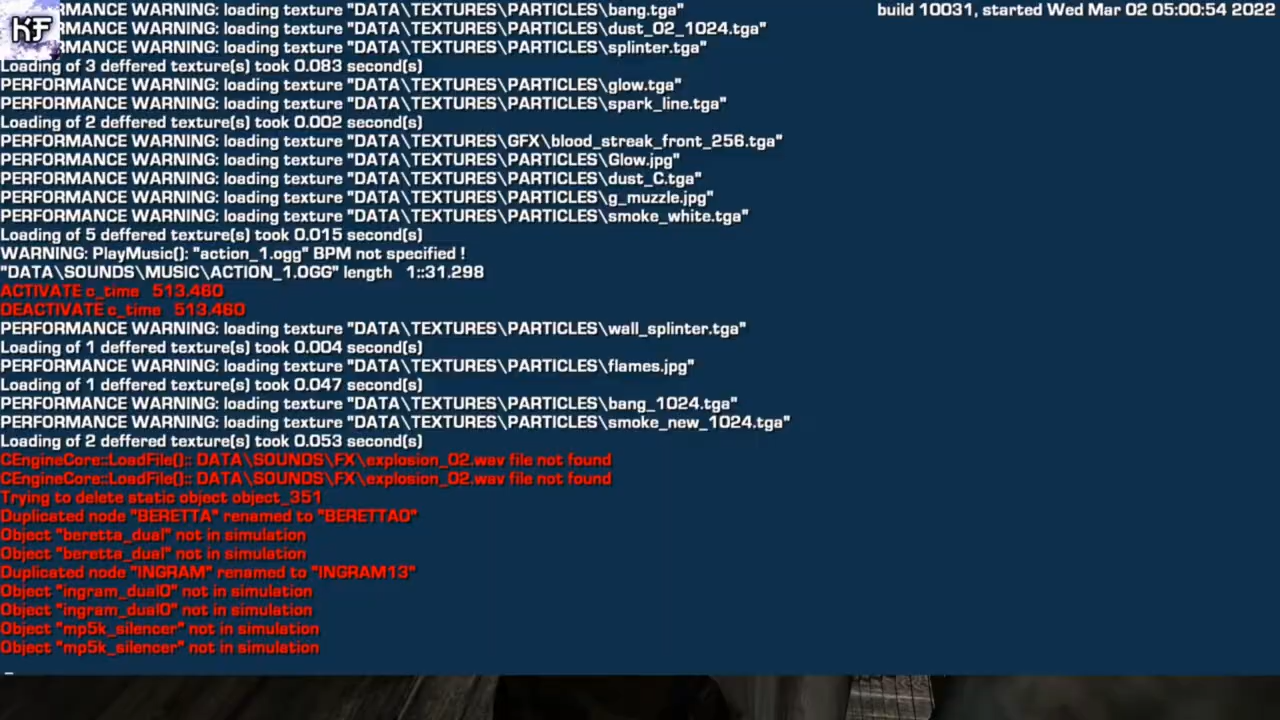 RMANCE WARNING: loading texture "DATA\TEXTURES\PARTICLES\bang.tga"
build 10031, started Wed Mar 02 05:00:54 2022
KF
RMANCE WARNING: loading texture "DATA\TEXTURES\PARTICLES\dust_02_1024.tga"
RMANCE WARNING: loading texture "DATA\TEXTURES\PARTICLES\splinter.tga"
Loading of 3 deffered texture(s) took 0.083 second(s)
PERFORMANCE WARNING: loading texture "DATA\TEXTURES\PARTICLES\glow.tga"
PERFORMANCE WARNING: loading texture "DATA\TEXTURES\PARTICLES\spark_line.tga"
Loading of 2 deffered texture(s) took 0.002 second(s)
PERFORMANCE WARNING: loading texture "DATA\TEXTURES\GFX\blood_streak_front_256.tga"
PERFORMANCE WARNING: loading texture "DATA\TEXTURES\PARTICLES\Glow.jpg"
PERFORMANCE WARNING: loading texture "DATA\TEXTURES\PARTICLES\dust_C.tga"
PERFORMANCE WARNING: loading texture "DATA\TEXTURES\PARTICLES\g_muzzle.jpg"
PERFORMANCE WARNING: loading texture "DATA\TEXTURES\PARTICLES\smoke_white.tga"
Loading of 5 deffered texture(s) took 0.015 second(s)
WARNING: PlayMusic(): "action_1.ogg" BPM not specified !
"DATA\SOUNDS\MUSIC\ACTION_1.OGG" length 1::31.298
ACTIVATE c_time 513.460
DEACTIVATE c_time 513.460
PERFORMANCE WARNING: loading texture "DATA\TEXTURES\PARTICLES\wall_splinter.tga"
Loading of 1 deffered texture(s) took 0.004 second(s)
PERFORMANCE WARNING: loading texture "DATA\TEXTURES\PARTICLES\flames.jpg"
Loading of 1 deffered texture(s) took 0.047 second(s)
PERFORMANCE WARNING: loading texture "DATA\TEXTURES\PARTICLES\bang_1024.tga"
PERFORMANCE WARNING: loading texture "DATA\TEXTURES\PARTICLES\smoke_new_1024.tga"
Loading of 2 deffered texture(s) took 0.053 second(s)
CEngineCore::LoadFile():: DATA\SOUNDS\FX\explosion_02.wav file not found
CEngineCore::LoadFile():: DATA\SOUNDS\FX\explosion_02.wav file not found
Trying to delete static object object_351
Duplicated node "BERETTA" renamed to "BERETTA0"
Object "beretta_dual" not in simulation
Object "beretta_dual" not in simulation
Duplicated node "INGRAM" renamed to "INGRAM13"
Object "ingram_dual0" not in simulation
Object "ingram_dual0" not in simulation
Object "mp5k_silencer" not in simulation
Object "mp5k_silencer" not in simulation